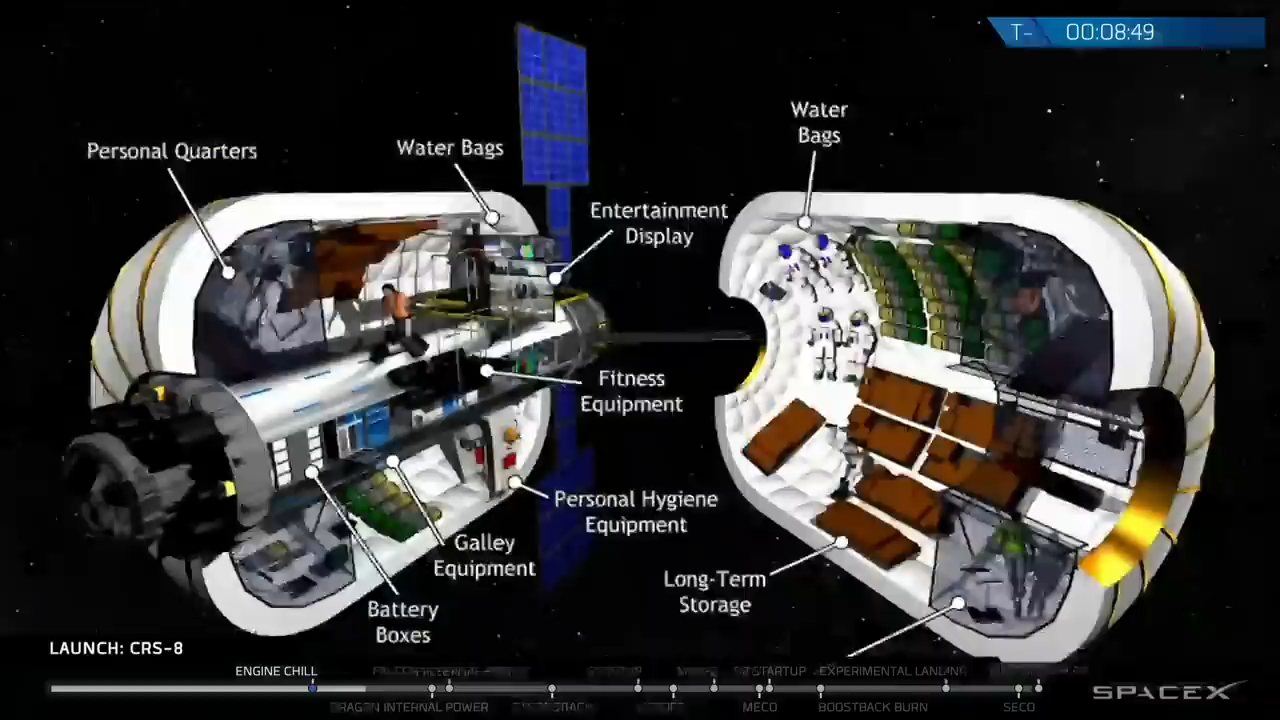 T- 00:08:49
Water
Bags
Personal Quarters
Water Bags
Entertainment
Display
Fitness
Equipment
Personal Hygiene
Equipment
Galley
Equipment
Long-Term
Storage
Battery
Boxes
LAUNCH: CRS-8
ENGINE CHILL
STARTUP
EXPERIMENTAL LANDING
DRAGON INTERNAL POWER
MECO
BOOSTBACK BURN
SECO
SPACEX